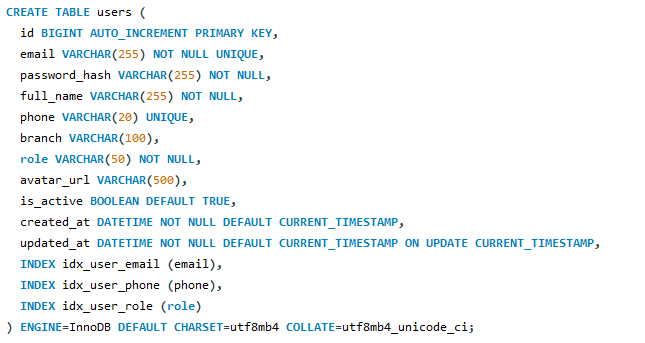 CREATE TABLE users (
id BIGINT AUTO_INCREMENT PRIMARY KEY,
email VARCHAR(255) NOT NULL UNIQUE,
password_hash VARCHAR(255) NOT NULL,
full_name VARCHAR(255) NOT NULL,
phone VARCHAR(20) UNIQUE,
branch VARCHAR(100),
role VARCHAR(50) NOT NULL,
avatar_url VARCHAR(500),
is_active BOOLEAN DEFAULT TRUE,
created_at DATETIME NOT NULL DEFAULT CURRENT_TIMESTAMP,
updated_at DATETIME NOT NULL DEFAULT CURRENT_TIMESTAMP ON UPDATE CURRENT_TIMESTAMP,
INDEX idx_user_email (email),
INDEX idx_user_phone (phone),
INDEX idx_user_role (role)
) ENGINE=InnoDB DEFAULT CHARSET=utf8mb4 COLLATE=utf8mb4_unicode_ci;